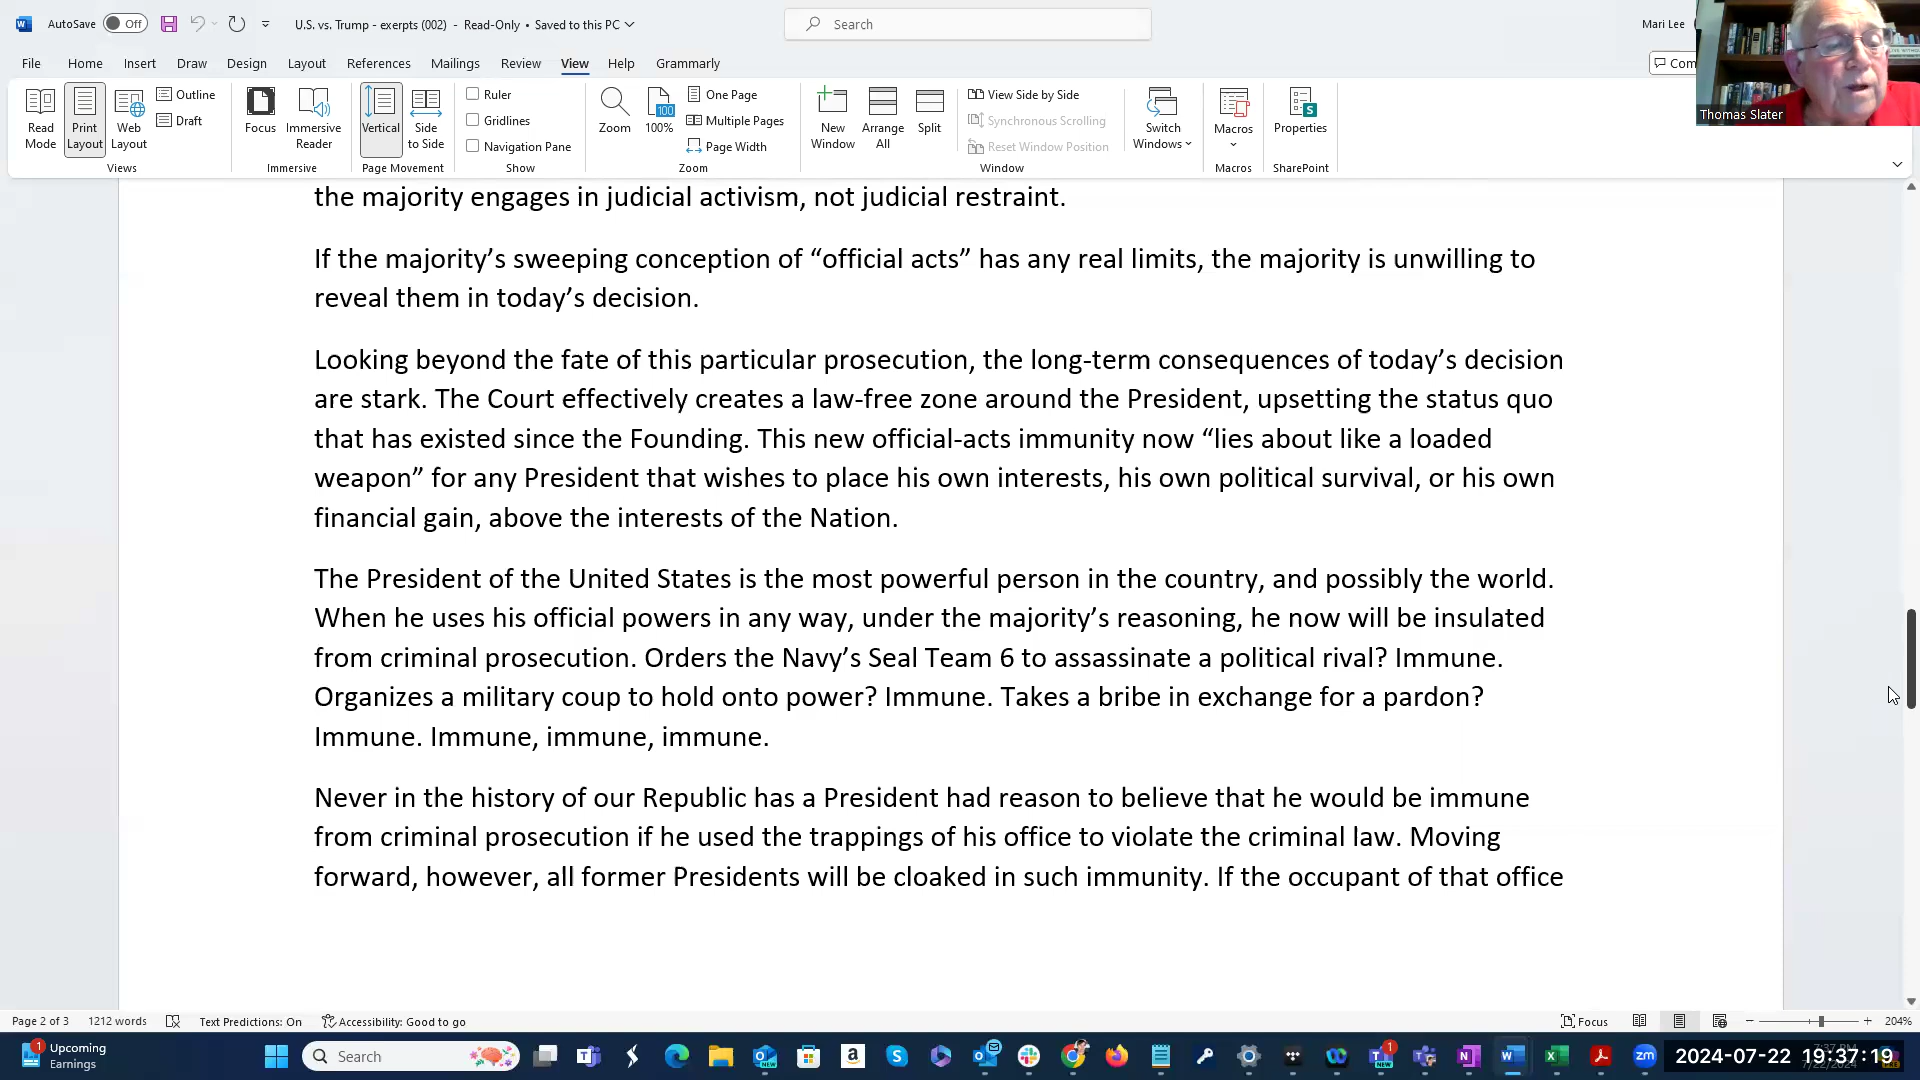 AutoSave Off U.S. vs. Trump - exerpts (002) - Read-Only • Saved to this PC Search Mari Lee
File Home Insert Draw Design Layout References Mailings Review View Help Grammarly Com
Read Mode Print Layout Web Layout Outline Draft Views
Focus Immersive Reader Immersive
Vertical Side to Side Page Movement
Ruler Gridlines Navigation Pane Show
Zoom 100 100% One Page Multiple Pages Page Width Zoom
New Window Arrange All Split View Side by Side Synchronous Scrolling Reset Window Position Switch Windows Window
Macros Macros
S Properties SharePoint
Thomas Slater
the majority engages in judicial activism, not judicial restraint.
If the majority’s sweeping conception of “official acts” has any real limits, the majority is unwilling to
reveal them in today’s decision.
Looking beyond the fate of this particular prosecution, the long-term consequences of today’s decision
are stark. The Court effectively creates a law-free zone around the President, upsetting the status quo
that has existed since the Founding. This new official-acts immunity now “lies about like a loaded
weapon” for any President that wishes to place his own interests, his own political survival, or his own
financial gain, above the interests of the Nation.
The President of the United States is the most powerful person in the country, and possibly the world.
When he uses his official powers in any way, under the majority’s reasoning, he now will be insulated
from criminal prosecution. Orders the Navy’s Seal Team 6 to assassinate a political rival? Immune.
Organizes a military coup to hold onto power? Immune. Takes a bribe in exchange for a pardon?
Immune. Immune, immune, immune.
Never in the history of our Republic has a President had reason to believe that he would be immune
from criminal prosecution if he used the trappings of his office to violate the criminal law. Moving
forward, however, all former Presidents will be cloaked in such immunity. If the occupant of that office
Page 2 of 3 1212 words Text Predictions: On Accessibility: Good to go Focus 204%
1 Upcoming Earnings Search 2024-07-22 19:37:19